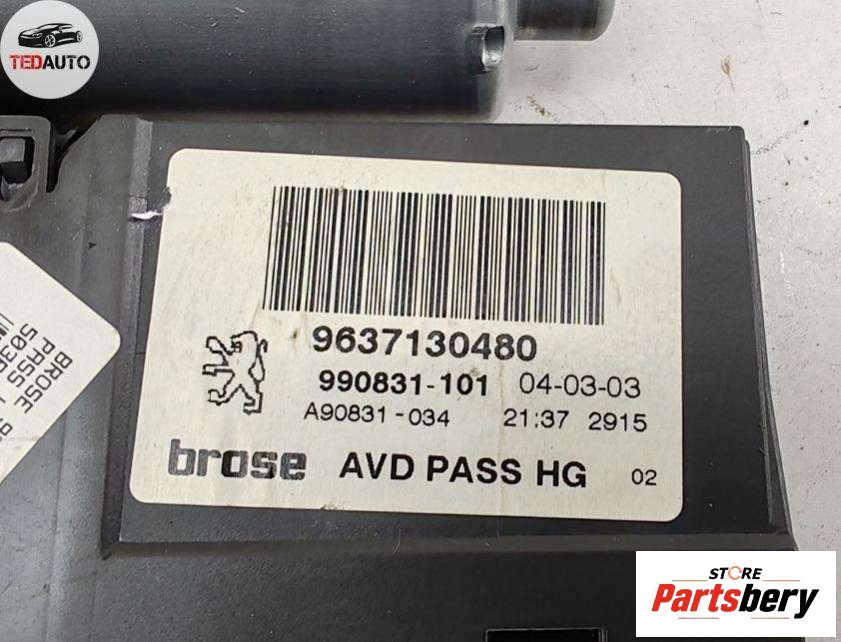 TEDAUTO
9637130480
990831-101 04-03-03
A90831-034 21:37 2915
brose AVD PASS HG 02
BROSE
PASS
STORE
Partsbery